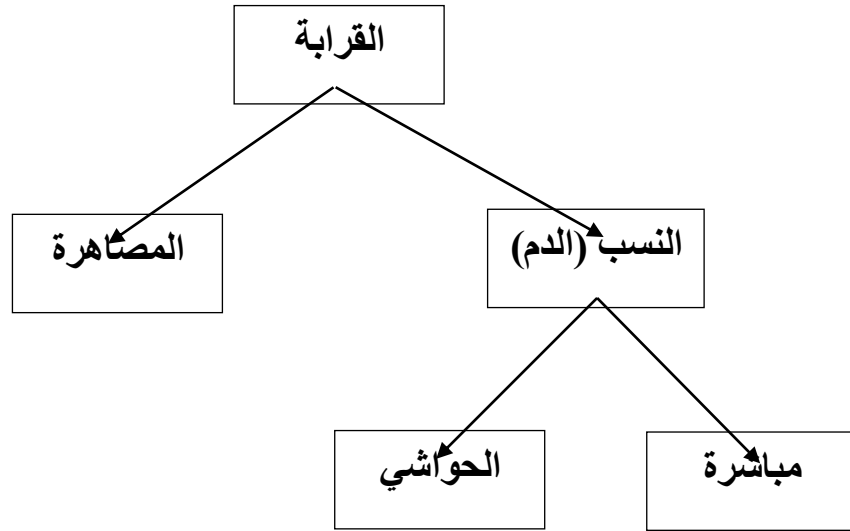 القرابة
النسب (الدم)
المصاهرة
مباشرة
الحواشي